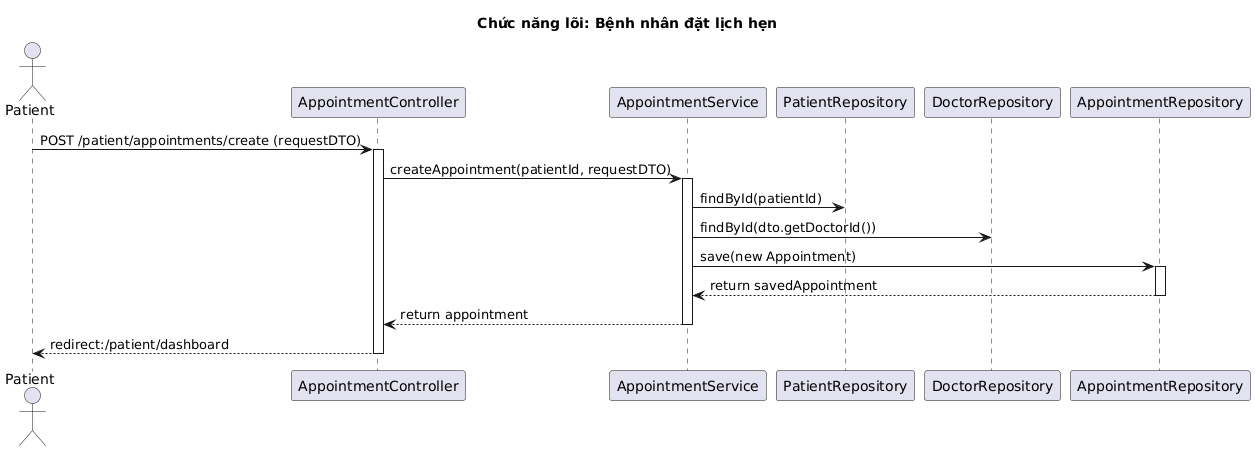 Chức năng lõi: Bệnh nhân đặt lịch hẹn
Patient
AppointmentController
AppointmentService
PatientRepository
DoctorRepository
AppointmentRepository
POST /patient/appointments/create (requestDTO)
createAppointment(patientId, requestDTO)
findById(patientId)
findById(dto.getDoctorId())
save(new Appointment)
return savedAppointment
return appointment
redirect:/patient/dashboard
Patient
AppointmentController
AppointmentService
PatientRepository
DoctorRepository
AppointmentRepository